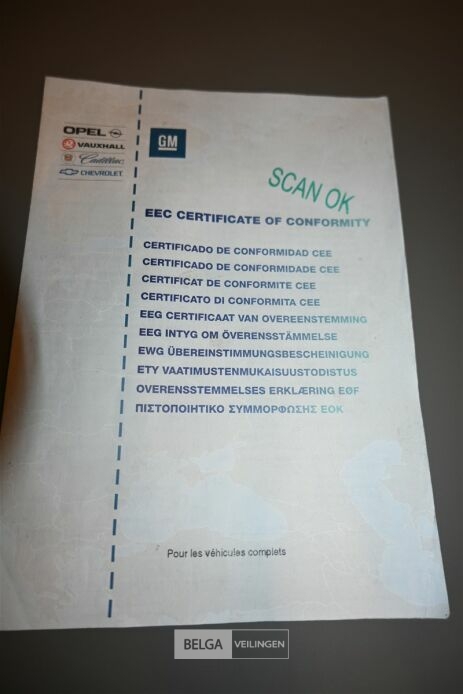 OPEL
VAUXHALL
Cadillac
CHEVROLET
GM
SCAN OK
EEC CERTIFICATE OF CONFORMITY
CERTIFICADO DE CONFORMIDAD CEE
CERTIFICADO DE CONFORMIDADE CEE
CERTIFICAT DE CONFORMITE CEE
CERTIFICATO DI CONFORMITA CEE
EEG CERTIFICAAT VAN OVEREENSTEMMING
EEG INTYG OM ÖVERENSSTÄMMELSE
EWG ÜBEREINSTIMMUNGSBESCHEINIGUNG
ETY VAATIMUSTENMUKAISUUSTODISTUS
OVERENSSTEMMELSES ERKLÆRING EØF
ΠΙΣΤΟΠΟΙΗΤΙΚΟ ΣΥΜΜΟΡΦΩΣΗΣ ΕΟΚ
Pour les véhicules complets
BELGA VEILINGEN